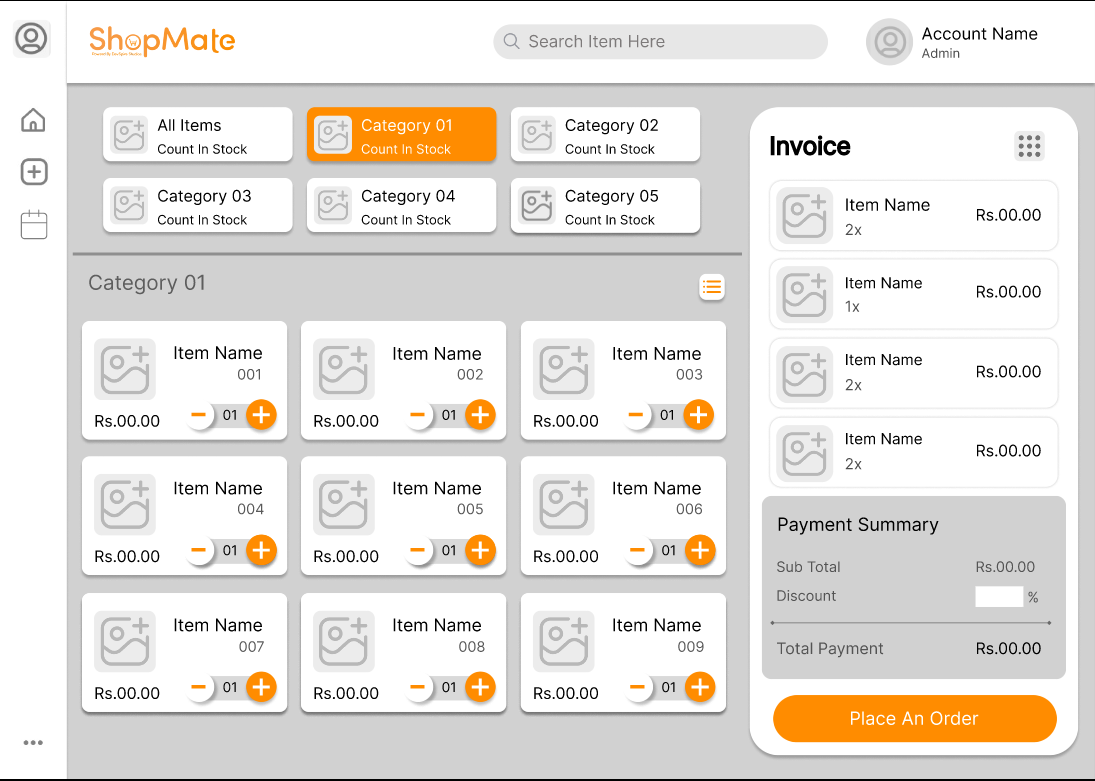 ShopMate
Search Item Here
Account Name
Admin
All Items
Count In Stock
Category 01
Count In Stock
Category 02
Count In Stock
Category 03
Count In Stock
Category 04
Count In Stock
Category 05
Count In Stock
Category 01
Item Name
001
Rs.00.00
01
Item Name
002
Rs.00.00
01
Item Name
003
Rs.00.00
01
Item Name
004
Rs.00.00
01
Item Name
005
Rs.00.00
01
Item Name
006
Rs.00.00
01
Item Name
007
Rs.00.00
01
Item Name
008
Rs.00.00
01
Item Name
009
Rs.00.00
01
Invoice
Item Name
2x
Rs.00.00
Item Name
1x
Rs.00.00
Item Name
2x
Rs.00.00
Item Name
2x
Rs.00.00
Payment Summary
Sub Total Rs.00.00
Discount %
Total Payment Rs.00.00
Place An Order